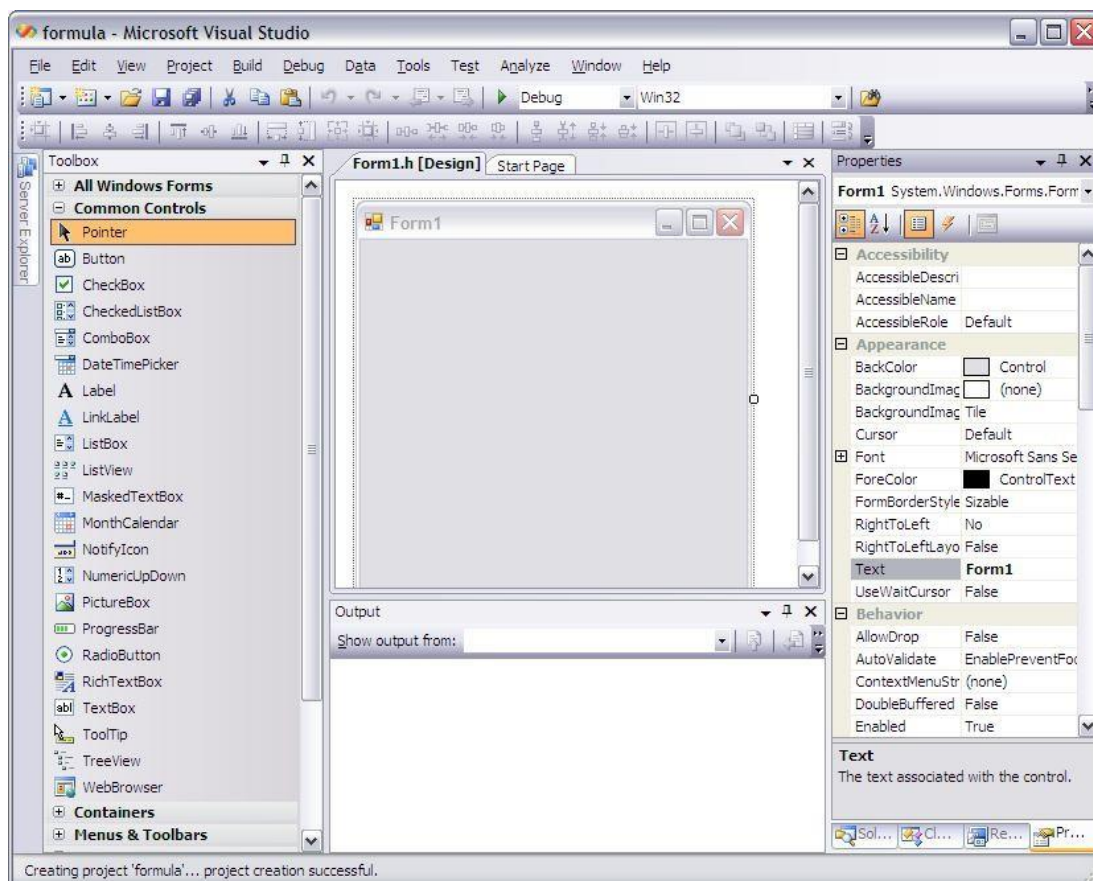 formula - Microsoft Visual Studio
File Edit View Project Build Debug Data Tools Test Analyze Window Help
Debug Win32
Server Explorer
Toolbox
All Windows Forms
Common Controls
Pointer
Button
CheckBox
CheckedListBox
ComboBox
DateTimePicker
Label
LinkLabel
ListBox
ListView
MaskedTextBox
MonthCalendar
NotifyIcon
NumericUpDown
PictureBox
ProgressBar
RadioButton
RichTextBox
TextBox
ToolTip
TreeView
WebBrowser
Containers
Menus & Toolbars
Form1.h [Design] Start Page
Form1
Output
Show output from:
Properties
Form1 System.Windows.Forms.Form
Accessibility
AccessibleDescri
AccessibleName
AccessibleRole Default
Appearance
BackColor Control
BackgroundImag (none)
BackgroundImag Tile
Cursor Default
Font Microsoft Sans Se
ForeColor ControlText
FormBorderStyle Sizable
RightToLeft No
RightToLeftLayo False
Text Form1
UseWaitCursor False
Behavior
AllowDrop False
AutoValidate EnablePreventFoc
ContextMenuStr (none)
DoubleBuffered False
Enabled True
Text
The text associated with the control.
Sol... Cl... Re... Pr...
Creating project 'formula'... project creation successful.